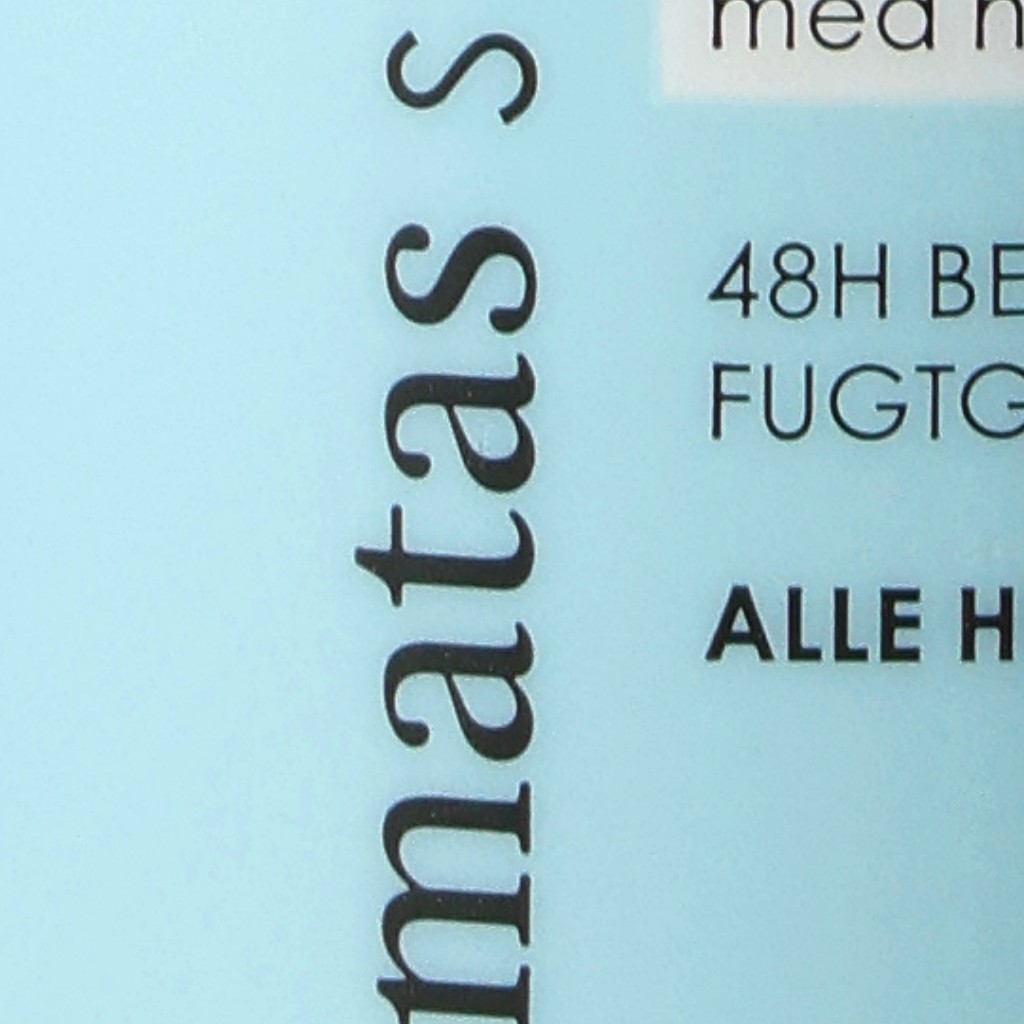 matas s
med h
48H BE
FUGTG
ALLE H